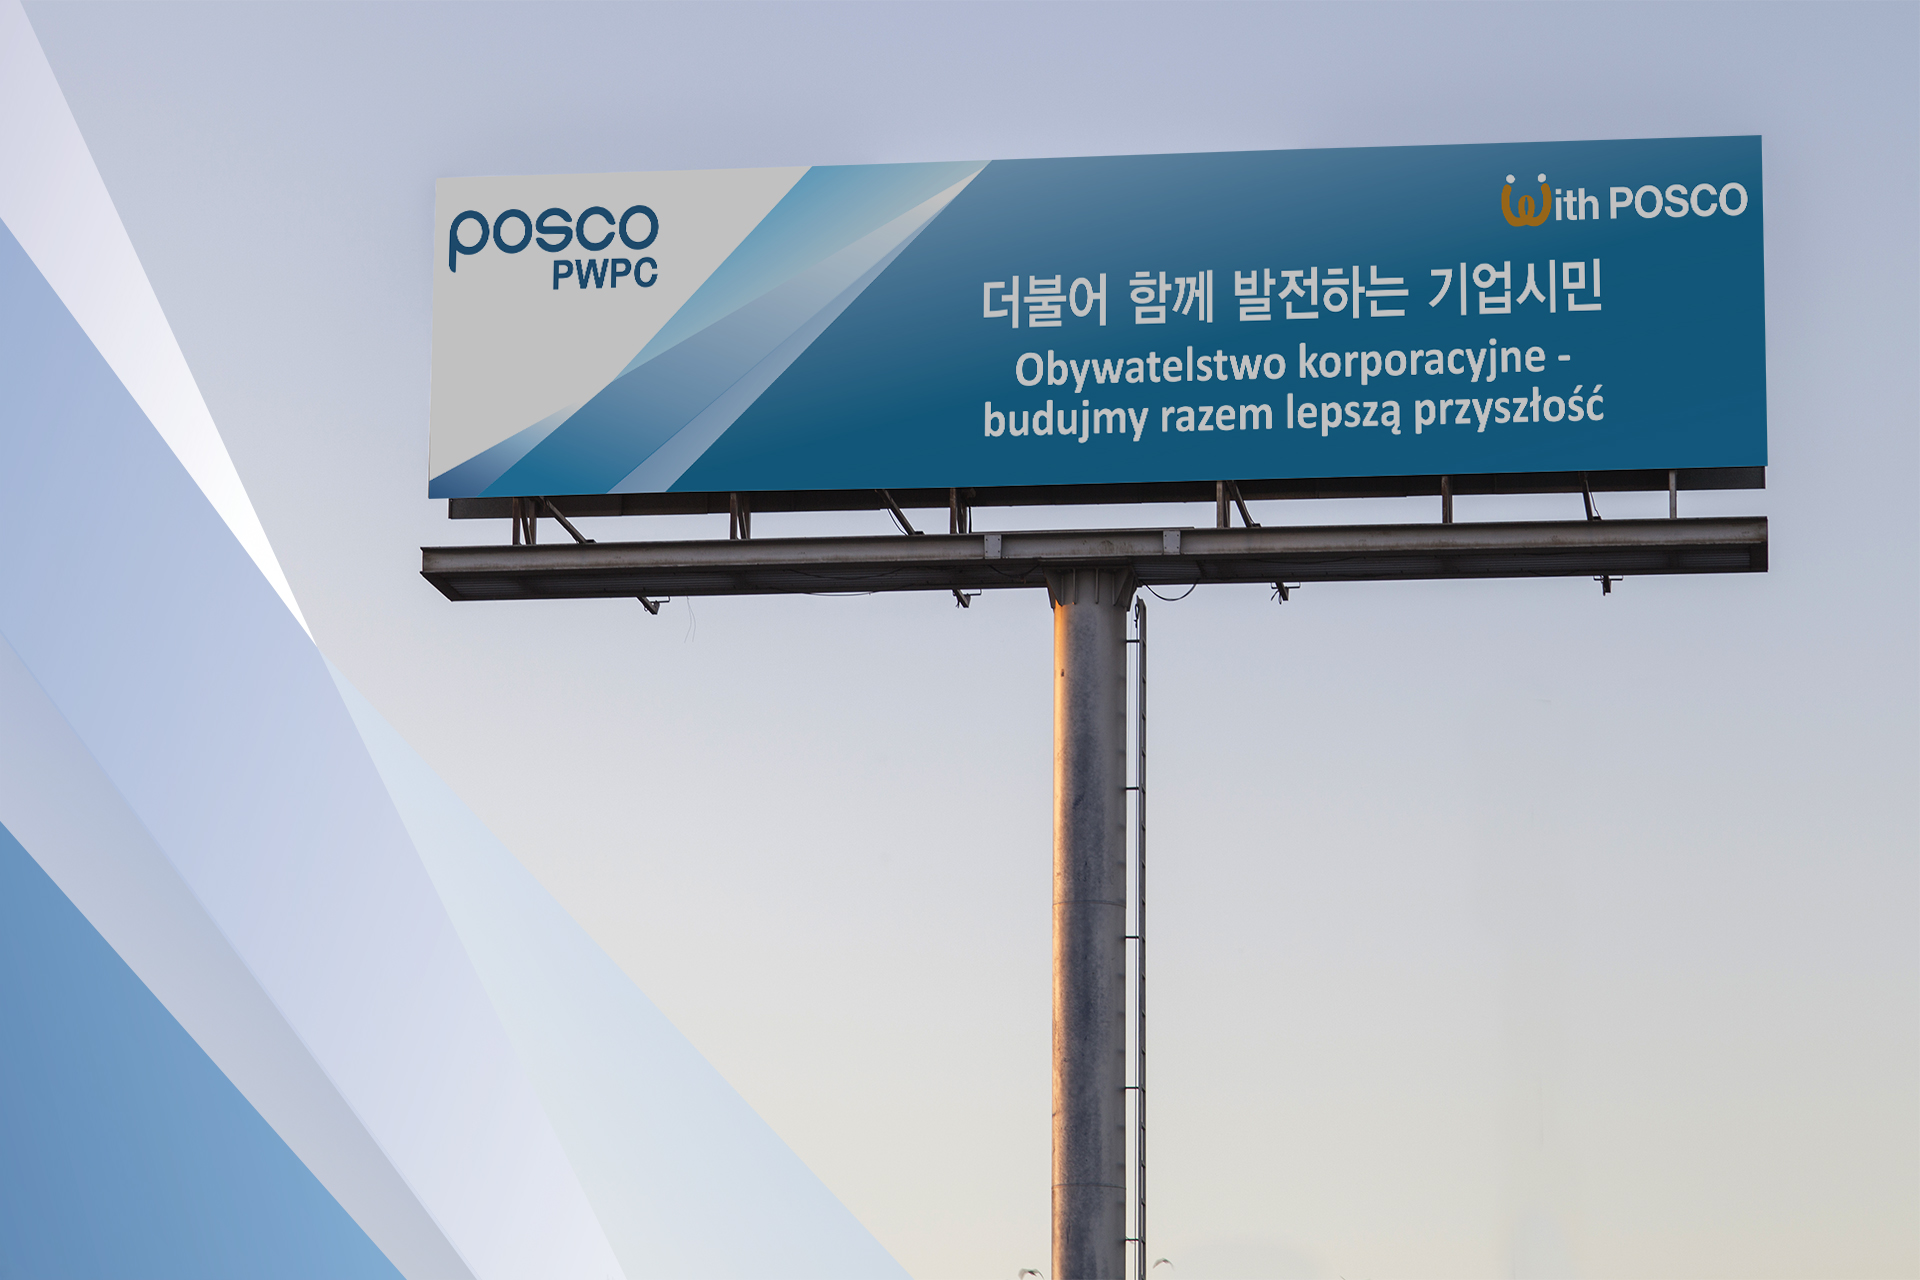 posco
PWPC
With POSCO
더불어 함께 발전하는 기업시민
Obywatelstwo korporacyjne -
budujmy razem lepszą przyszłość